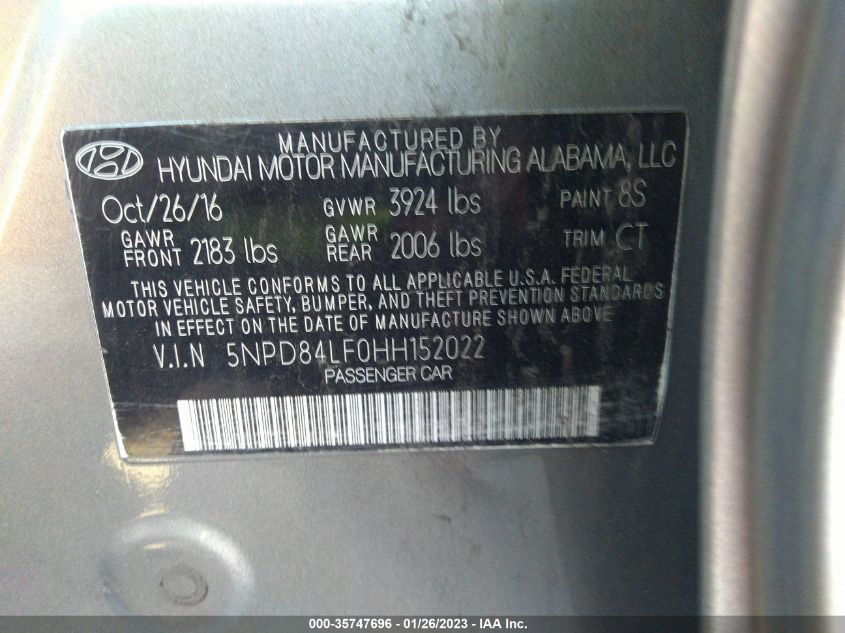 MANUFACTURED BY
HYUNDAI MOTOR MANUFACTURING ALABAMA, LLC
Oct/26/16 GVWR 3924 lbs PAINT 8S
GAWR FRONT 2183 lbs GAWR REAR 2006 lbs TRIM CT
THIS VEHICLE CONFORMS TO ALL APPLICABLE U.S.A. FEDERAL
MOTOR VEHICLE SAFETY, BUMPER, AND THEFT PREVENTION STANDARDS
IN EFFECT ON THE DATE OF MANUFACTURE SHOWN ABOVE
V.I.N 5NPD84LF0HH152022
PASSENGER CAR
000-35747696 - 01/26/2023 - IAA Inc.